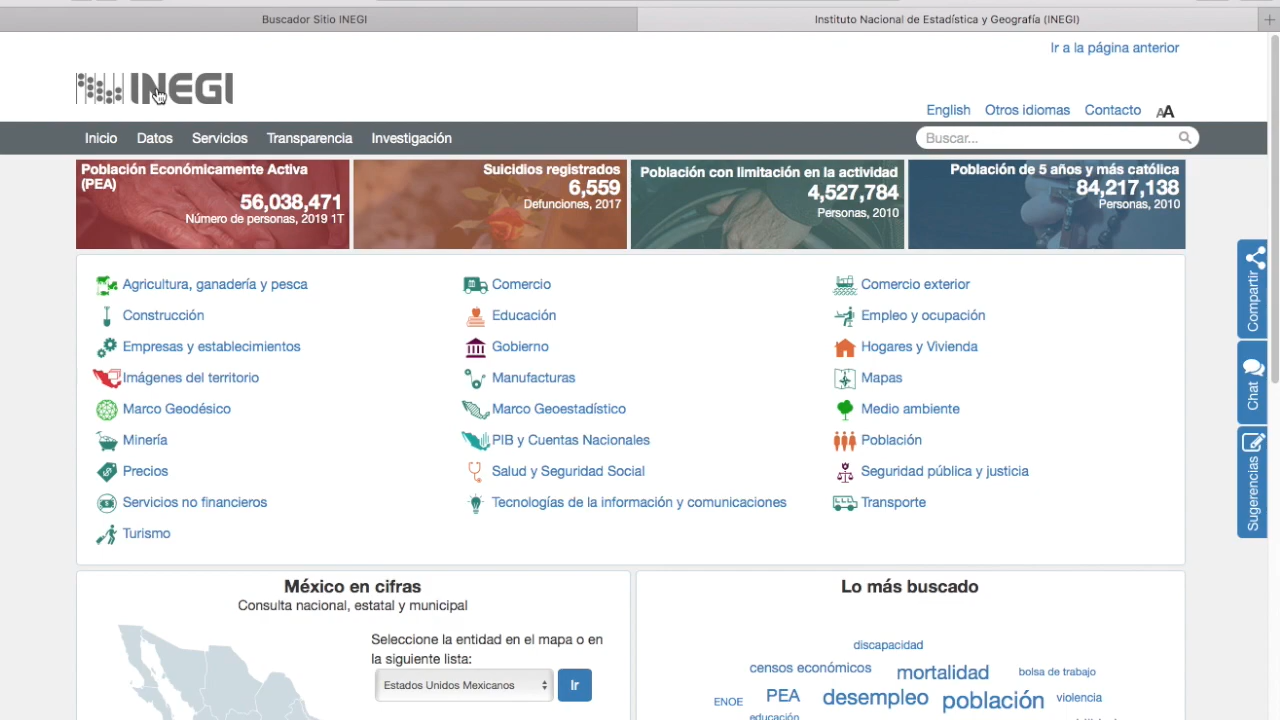 Buscador Sitio INEGI
Instituto Nacional de Estadística y Geografía (INEGI)
Ir a la página anterior
INEGI
English Otros idiomas Contacto AA
Inicio Datos Servicios Transparencia Investigación
Buscar...
Población Económicamente Activa
(PEA)
56,038,471
Número de personas, 2019 1T
Suicidios registrados
6,559
Defunciones, 2017
Población con limitación en la actividad
4,527,784
Personas, 2010
Población de 5 años y más católica
84,217,138
Personas, 2010
Agricultura, ganadería y pesca
Comercio
Comercio exterior
Construcción
Educación
Empleo y ocupación
Empresas y establecimientos
Gobierno
Hogares y Vivienda
Imágenes del territorio
Manufacturas
Mapas
Marco Geodésico
Marco Geoestadístico
Medio ambiente
Minería
PIB y Cuentas Nacionales
Población
Precios
Salud y Seguridad Social
Seguridad pública y justicia
Servicios no financieros
Tecnologías de la información y comunicaciones
Transporte
Turismo
Compartir
Chat
Sugerencias
México en cifras
Consulta nacional, estatal y municipal
Seleccione la entidad en el mapa o en
la siguiente lista:
Estados Unidos Mexicanos
Ir
Lo más buscado
discapacidad
censos económicos mortalidad bolsa de trabajo
ENOE PEA desempleo población violencia
educación